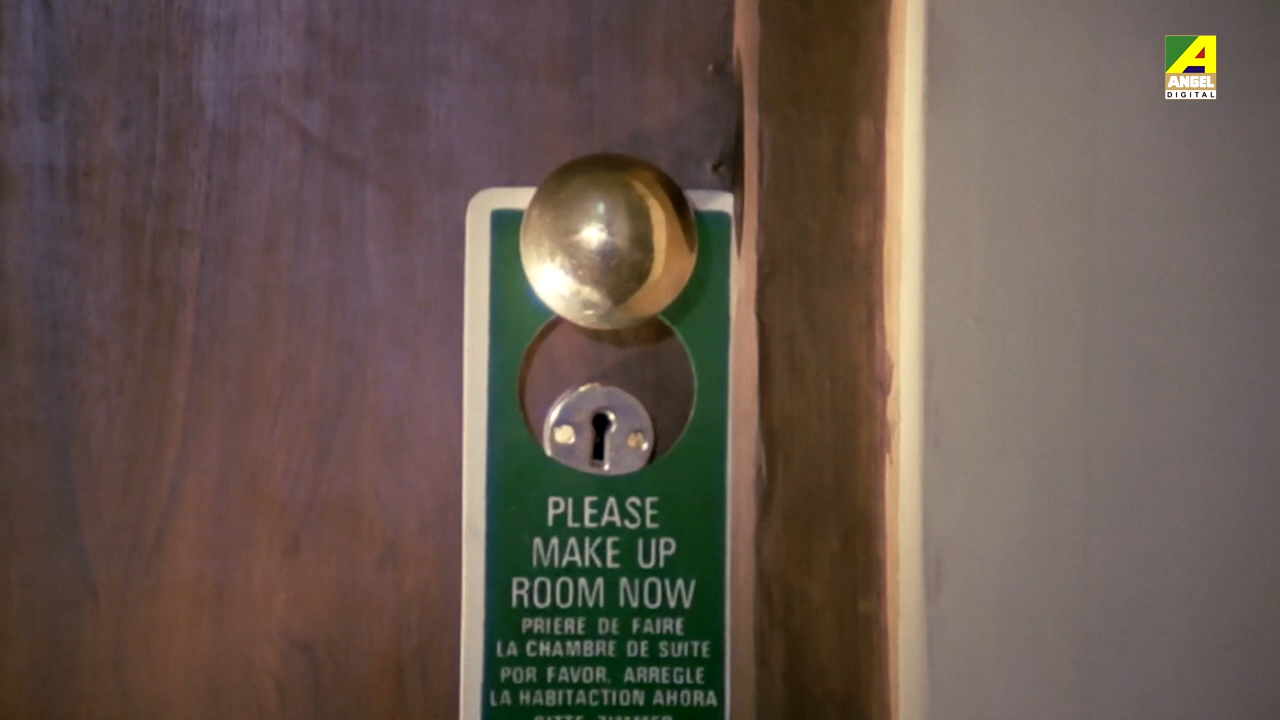 A
ANGEL
DIGITAL
PLEASE
MAKE UP
ROOM NOW
PRIERE DE FAIRE
LA CHAMBRE DE SUITE
POR FAVOR, ARREGLE
LA HABITACTION AHORA